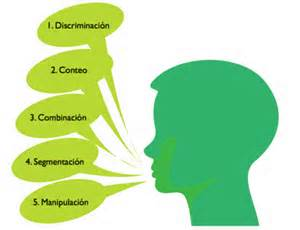 1. Discriminación
2. Conteo
3. Combinación
4. Segmentación
5. Manipulación